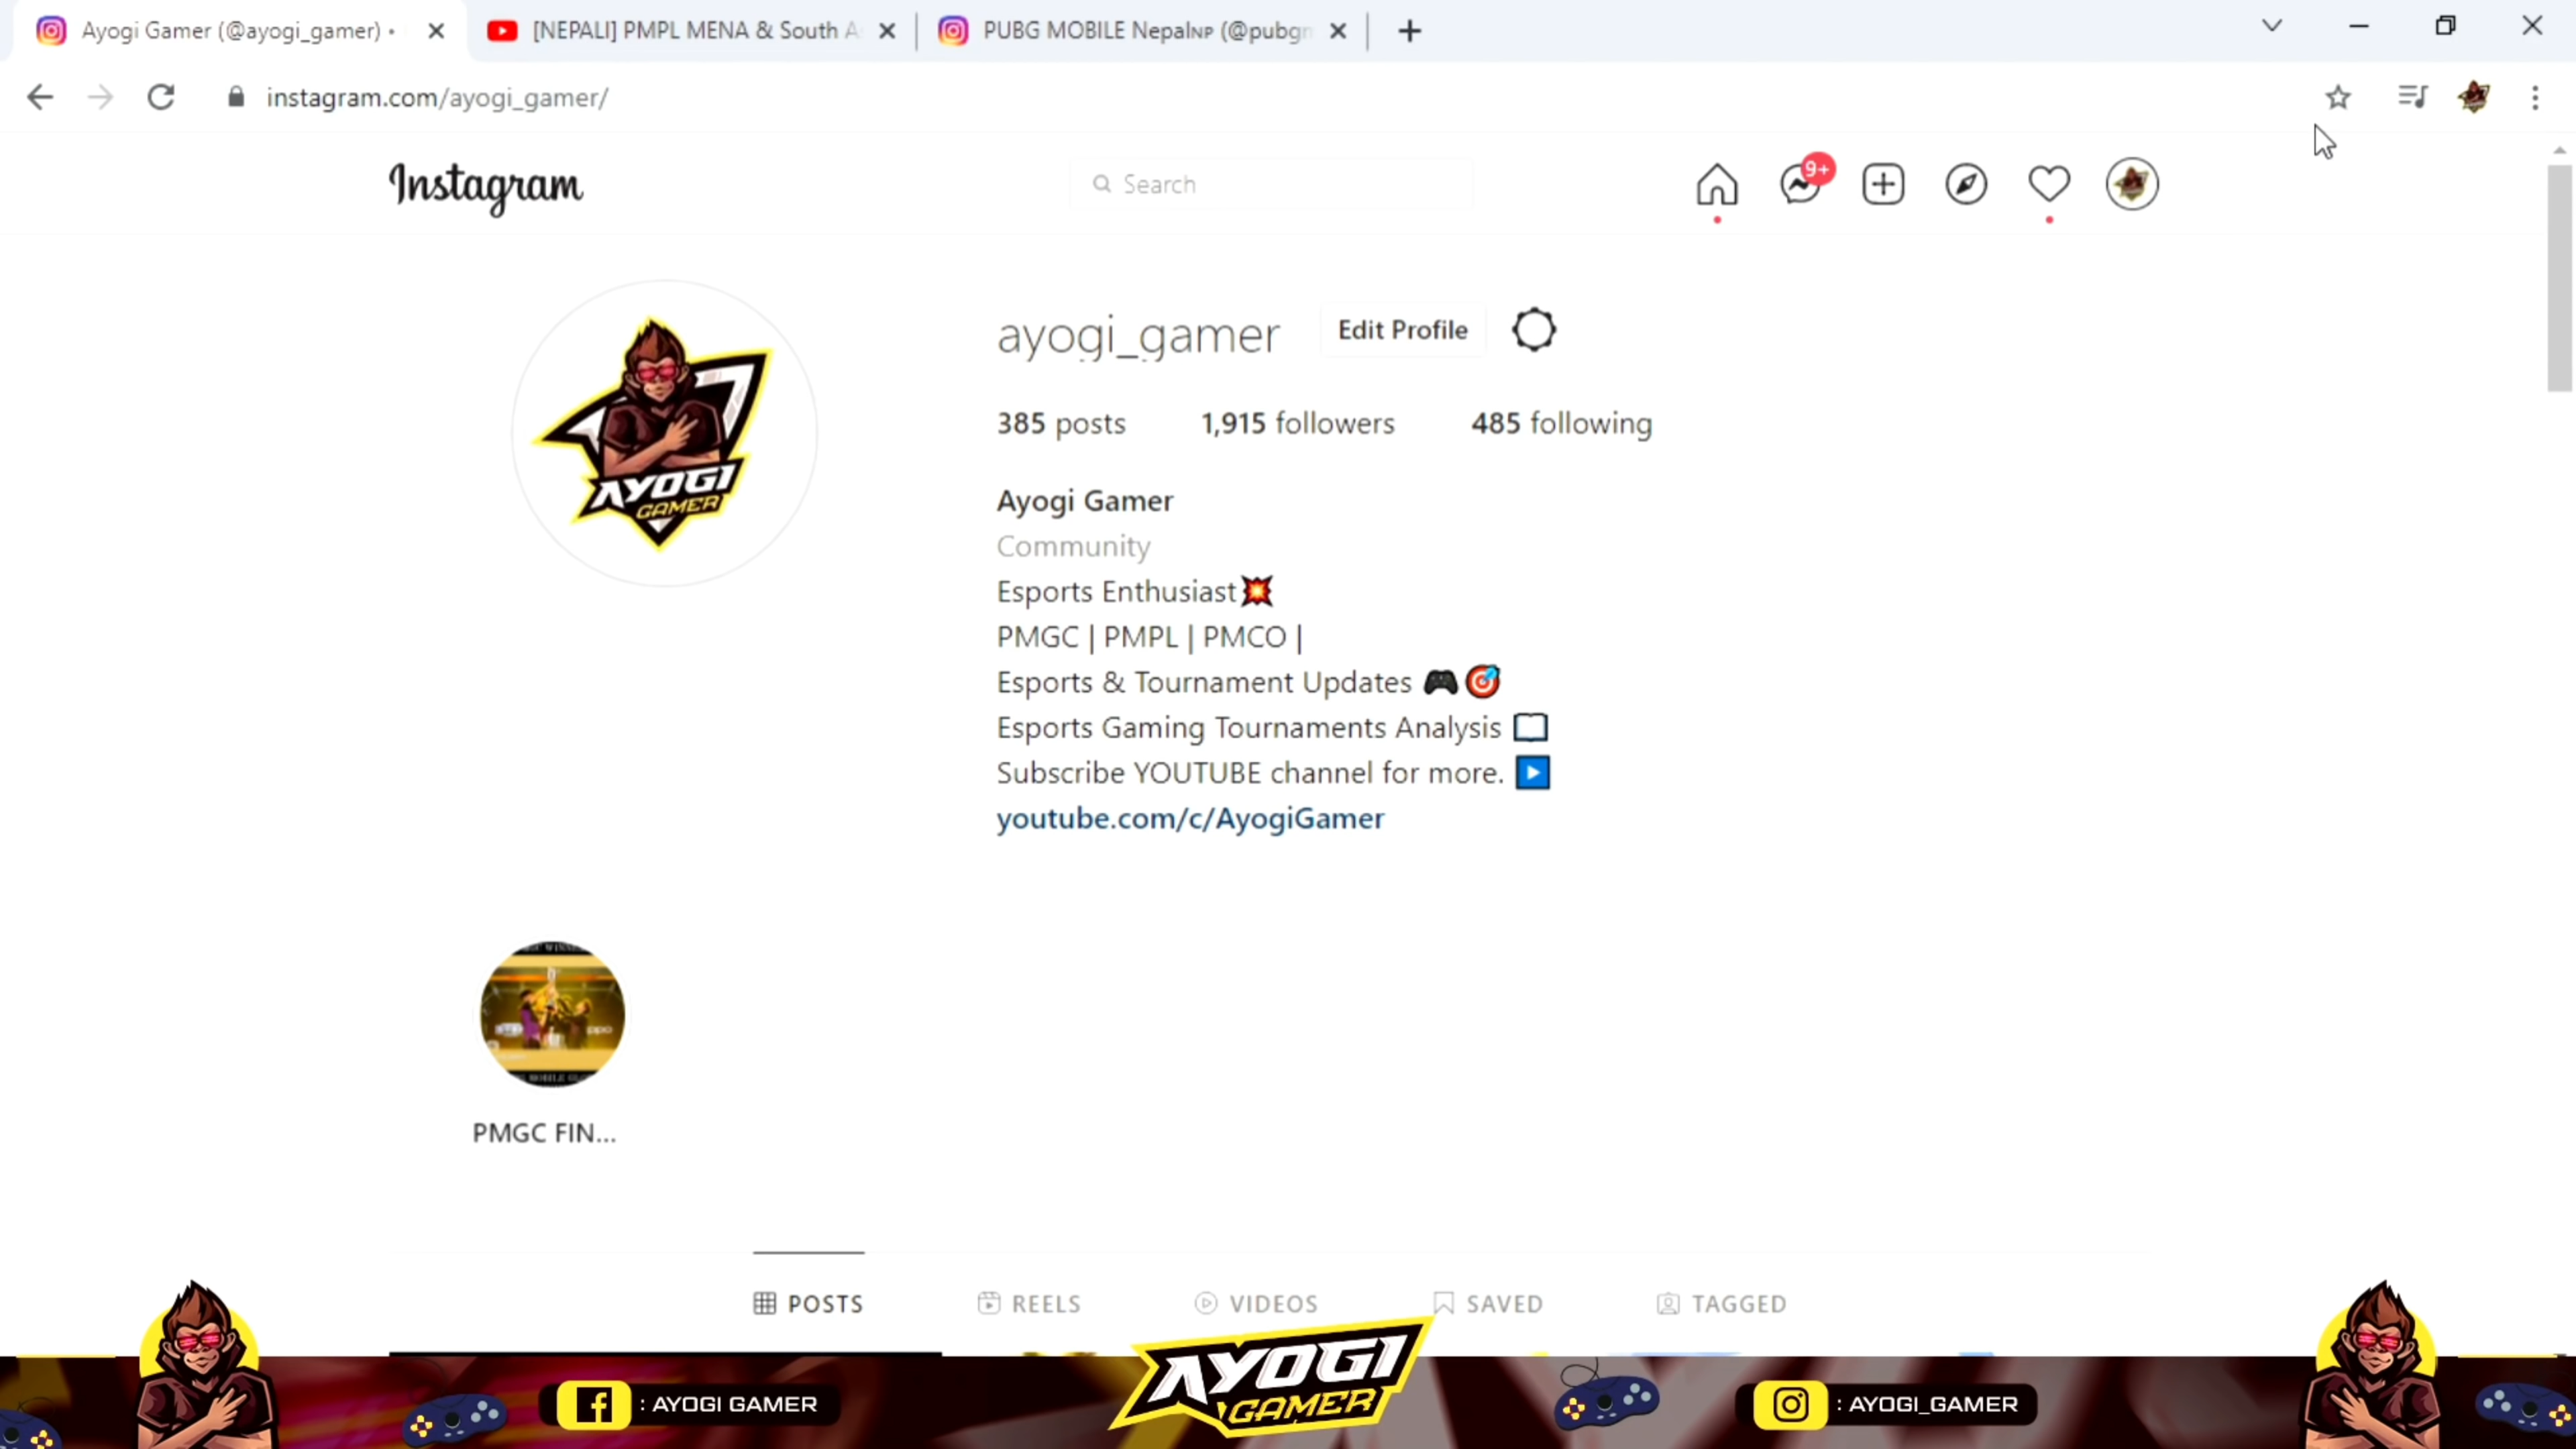 Ayogi Gamer (@ayogi_gamer) •
[NEPALI] PMPL MENA & South A
PUBG MOBILE Nepalɴᴘ (@pubgn
instagram.com/ayogi_gamer/
Instagram
Search
9+
ayogi_gamer
Edit Profile
385 posts 1,915 followers 485 following
AYOGI
GAMER
Ayogi Gamer
Community
Esports Enthusiast💥
PMGC | PMPL | PMCO |
Esports & Tournament Updates 🎮🎯
Esports Gaming Tournaments Analysis 📖
Subscribe YOUTUBE channel for more. ▶️
youtube.com/c/AyogiGamer
PMGC FIN...
POSTS REELS VIDEOS SAVED TAGGED
: AYOGI GAMER
AYOGI
GAMER
: AYOGI_GAMER